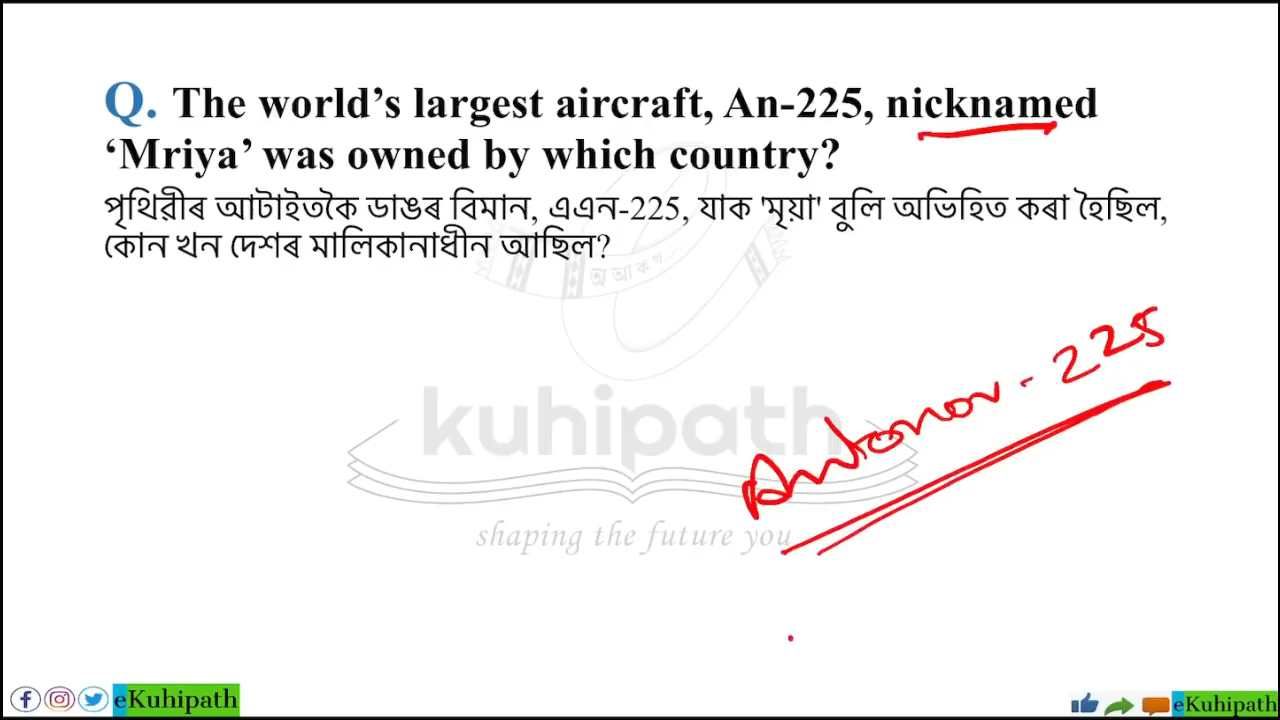 Q. The world’s largest aircraft, An-225, nicknamed
‘Mriya’ was owned by which country?
পৃথিৱীৰ আটাইতকৈ ডাঙৰ বিমান, এএন-225, যাক 'মৃয়া' বুলি অভিহিত কৰা হৈছিল,
কোন খন দেশৰ মালিকানাধীন আছিল?
অ আ ক খ...
Antonov - 225
kuhipath
shaping the future you
eKuhipath
eKuhipath